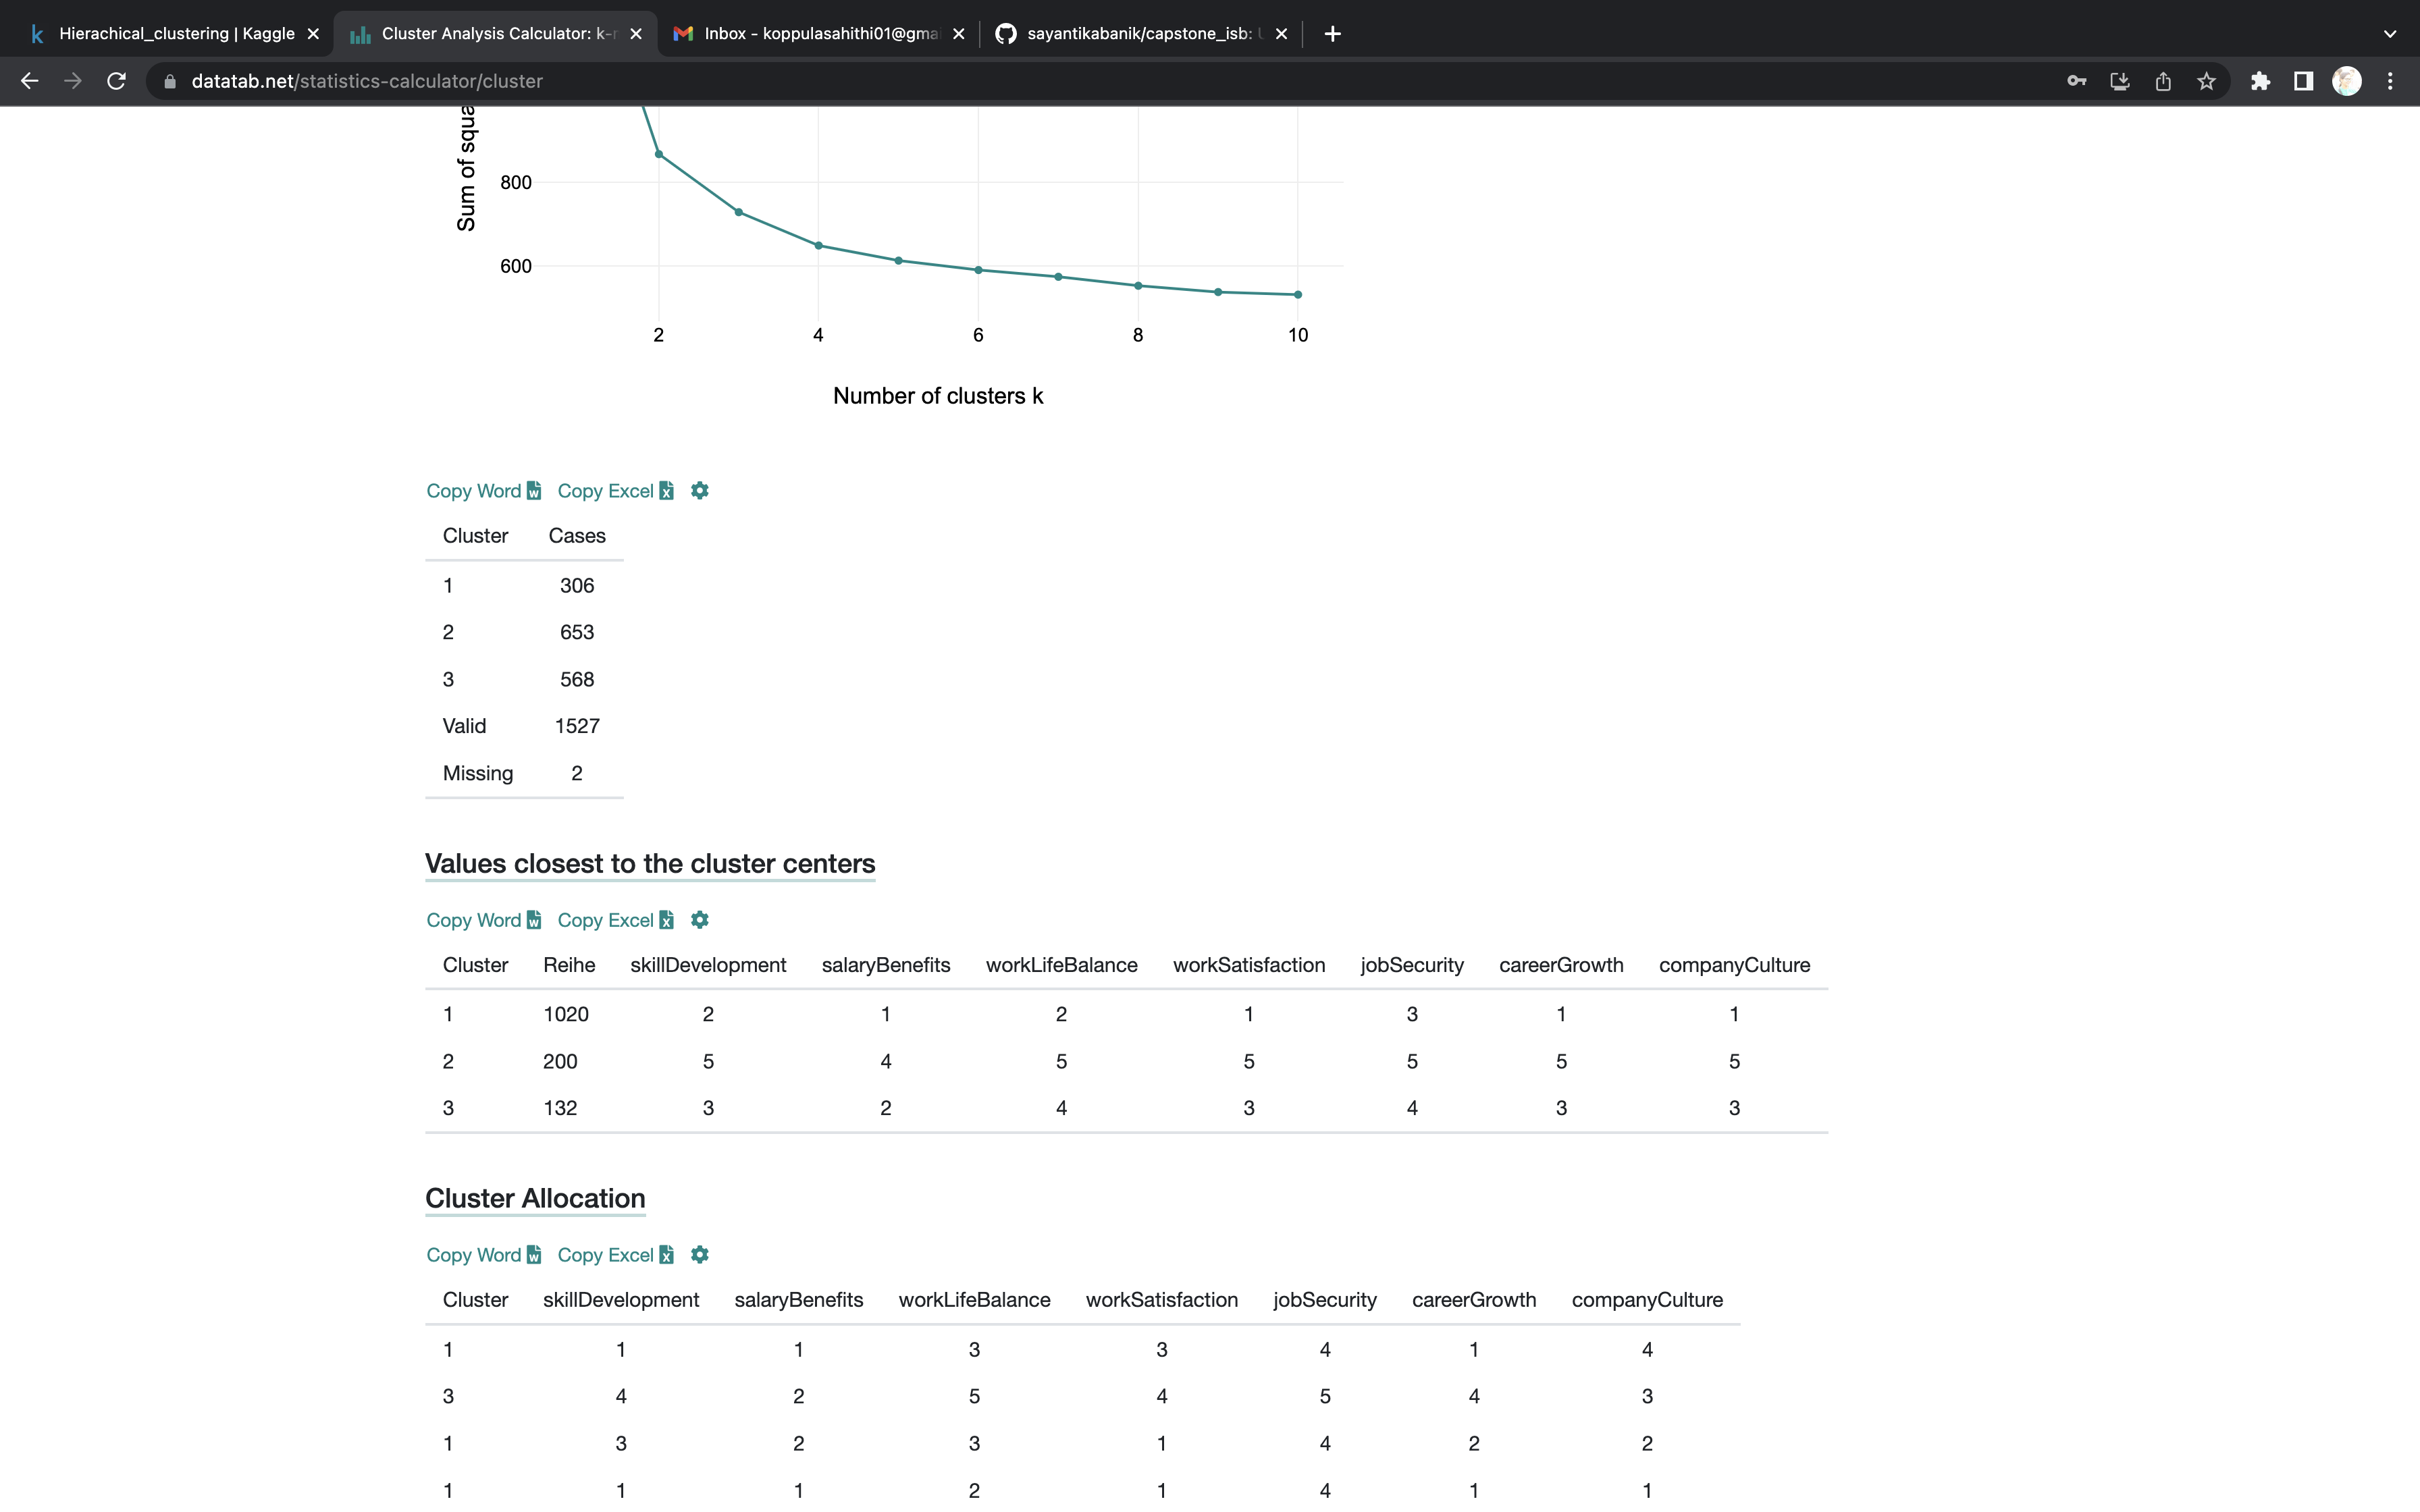 Hierachical_clustering | Kaggle
Cluster Analysis Calculator: k-
Inbox - koppulasahithi01@gma
sayantikabanik/capstone_isb:
datatab.net/statistics-calculator/cluster
Sum of squa
800
600
2 4 6 8 10
Number of clusters k
Copy Word Copy Excel
Cluster Cases
1 306
2 653
3 568
Valid 1527
Missing 2
Values closest to the cluster centers
Copy Word Copy Excel
Cluster Reihe skillDevelopment salaryBenefits workLifeBalance workSatisfaction jobSecurity careerGrowth companyCulture
1 1020 2 1 2 1 3 1 1
2 200 5 4 5 5 5 5 5
3 132 3 2 4 3 4 3 3
Cluster Allocation
Copy Word Copy Excel
Cluster skillDevelopment salaryBenefits workLifeBalance workSatisfaction jobSecurity careerGrowth companyCulture
1 1 1 3 3 4 1 4
3 4 2 5 4 5 4 3
1 3 2 3 1 4 2 2
1 1 1 2 1 4 1 1